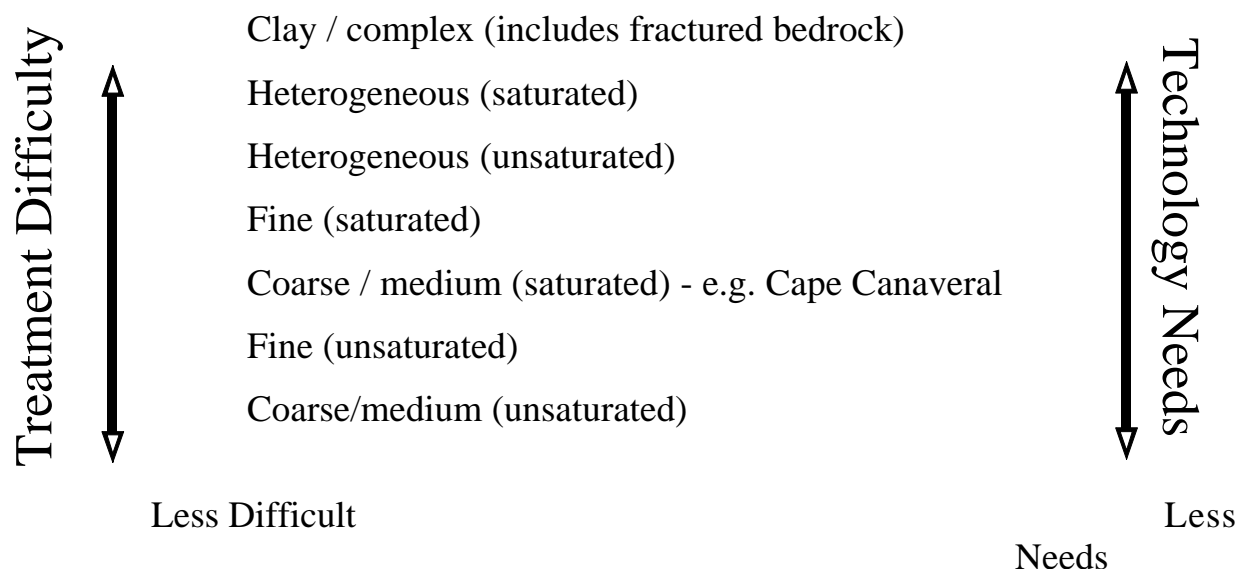 Treatment Difficulty
Clay / complex (includes fractured bedrock)
Heterogeneous (saturated)
Heterogeneous (unsaturated)
Fine (saturated)
Coarse / medium (saturated) - e.g. Cape Canaveral
Fine (unsaturated)
Coarse/medium (unsaturated)
Technology Needs
Less Difficult
Less
Needs